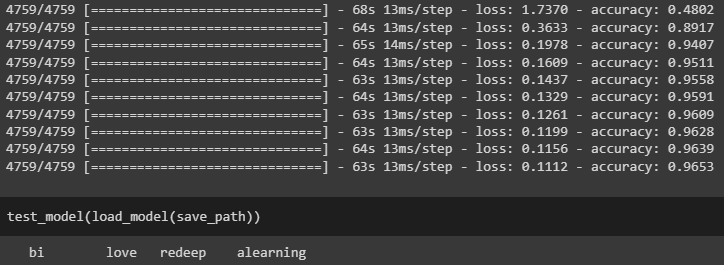 4759/4759 [==============================] - 68s 13ms/step - loss: 1.7370 - accuracy: 0.4802
4759/4759 [==============================] - 64s 13ms/step - loss: 0.3633 - accuracy: 0.8917
4759/4759 [==============================] - 65s 14ms/step - loss: 0.1978 - accuracy: 0.9407
4759/4759 [==============================] - 64s 13ms/step - loss: 0.1609 - accuracy: 0.9511
4759/4759 [==============================] - 63s 13ms/step - loss: 0.1437 - accuracy: 0.9558
4759/4759 [==============================] - 64s 13ms/step - loss: 0.1329 - accuracy: 0.9591
4759/4759 [==============================] - 63s 13ms/step - loss: 0.1261 - accuracy: 0.9609
4759/4759 [==============================] - 63s 13ms/step - loss: 0.1199 - accuracy: 0.9628
4759/4759 [==============================] - 64s 13ms/step - loss: 0.1156 - accuracy: 0.9639
4759/4759 [==============================] - 63s 13ms/step - loss: 0.1112 - accuracy: 0.9653
test_model(load_model(save_path))
bi love redeep alearning